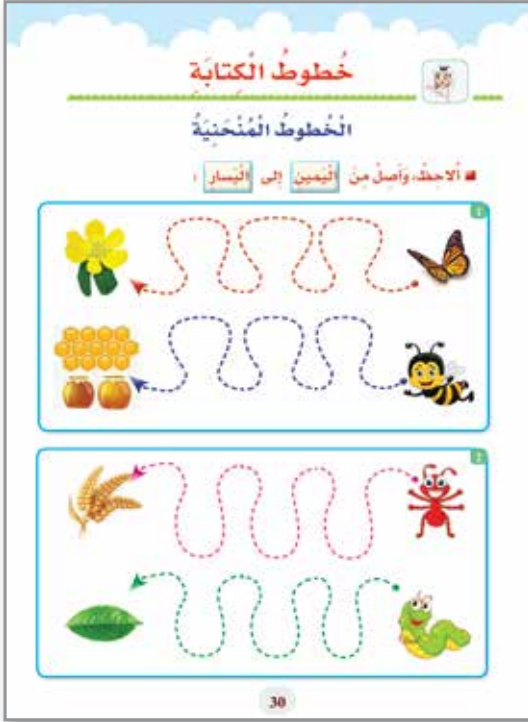 خُطوطُ الْكِتابَةِ
الْخُطوطُ الْمُنْحَنِيَةُ
أُلاحِظُ، وَأَصِلُ مِنَ الْيَمينِ إِلى الْيَسارِ :
1
2
30